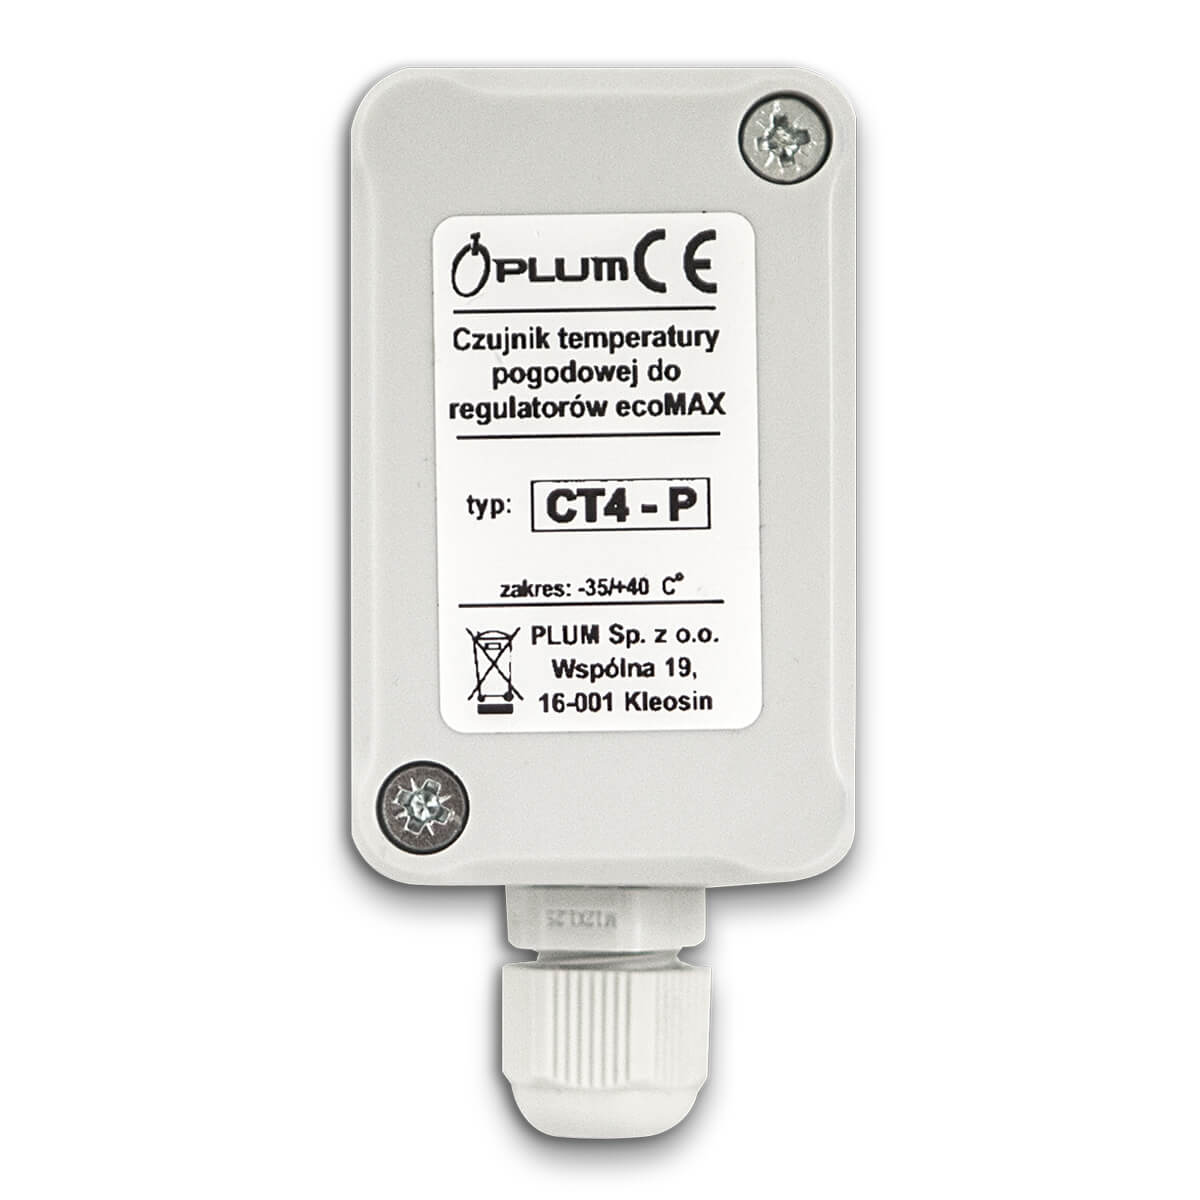 PLUM CE
Czujnik temperatury
pogodowej do
regulatorów ecoMAX
typ: CT4 - P
zakres: -35/+40 C°
PLUM Sp. z o.o.
Wspólna 19,
16-001 Kleosin